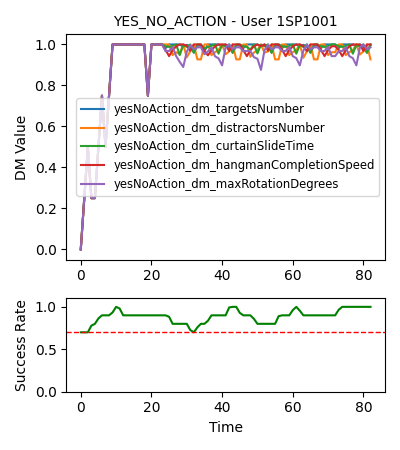 YES_NO_ACTION - User 1SP1001
DM Value
1.0
0.8
0.6
0.4
0.2
0.0
yesNoAction_dm_targetsNumber
yesNoAction_dm_distractorsNumber
yesNoAction_dm_curtainSlideTime
yesNoAction_dm_hangmanCompletionSpeed
yesNoAction_dm_maxRotationDegrees
0 20 40 60 80
Success Rate
1.0
0.5
0.0
0 20 40 60 80
Time